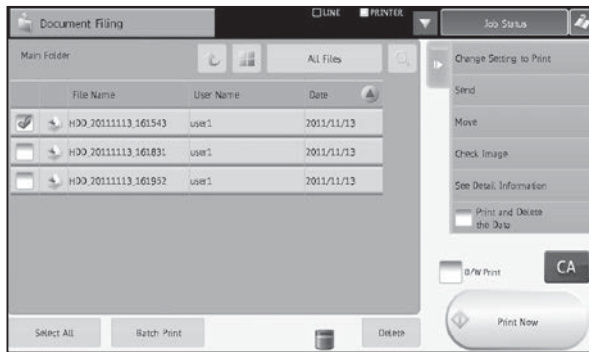 Document Filing
LINE
PRINTER
Job Status
Main Folder
All Files
Change Setting to Print
File Name
User Name
Date
Send
HDD_20111113_161543
user1
2011/11/13
Move
HDD_20111113_161831
user1
2011/11/13
Check Image
HDD_20111113_161952
user1
2011/11/13
See Detail Information
Print and Delete
the Data
B/W Print
CA
Select All
Batch Print
Delete
Print Now